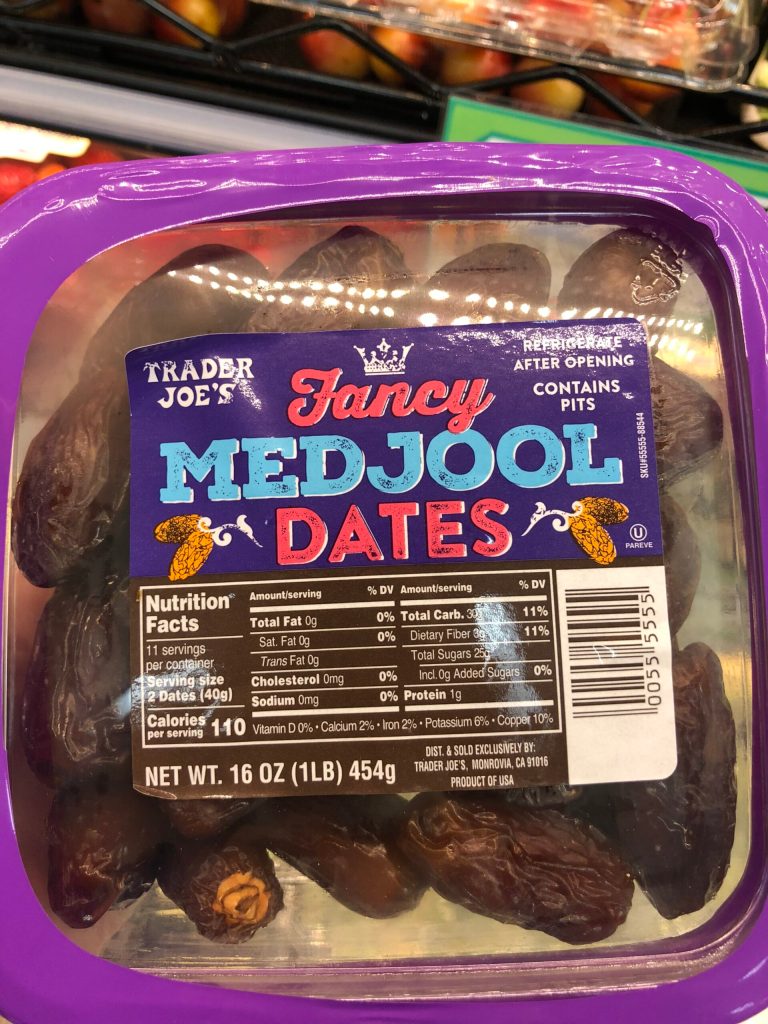 TRADER
JOE'S
REFRIGERATE
AFTER OPENING
CONTAINS
PITS
Fancy
MEDJOOL
DATES
SKU#55555-88544
U
PAREVE
Nutrition
Facts
11 servings
per container
Serving size
2 Dates (40g)
Calories
per serving 110
Amount/serving % DV
Total Fat 0g 0%
Sat. Fat 0g 0%
Trans Fat 0g
Cholesterol 0mg 0%
Sodium 0mg 0%
Amount/serving % DV
Total Carb. 30g 11%
Dietary Fiber 3g 11%
Total Sugars 25g
Incl. 0g Added Sugars 0%
Protein 1g
Vitamin D 0% • Calcium 2% • Iron 2% • Potassium 6% • Copper 10%
NET WT. 16 OZ (1LB) 454g
DIST. & SOLD EXCLUSIVELY BY:
TRADER JOE'S, MONROVIA, CA 91016
PRODUCT OF USA
0055 5555